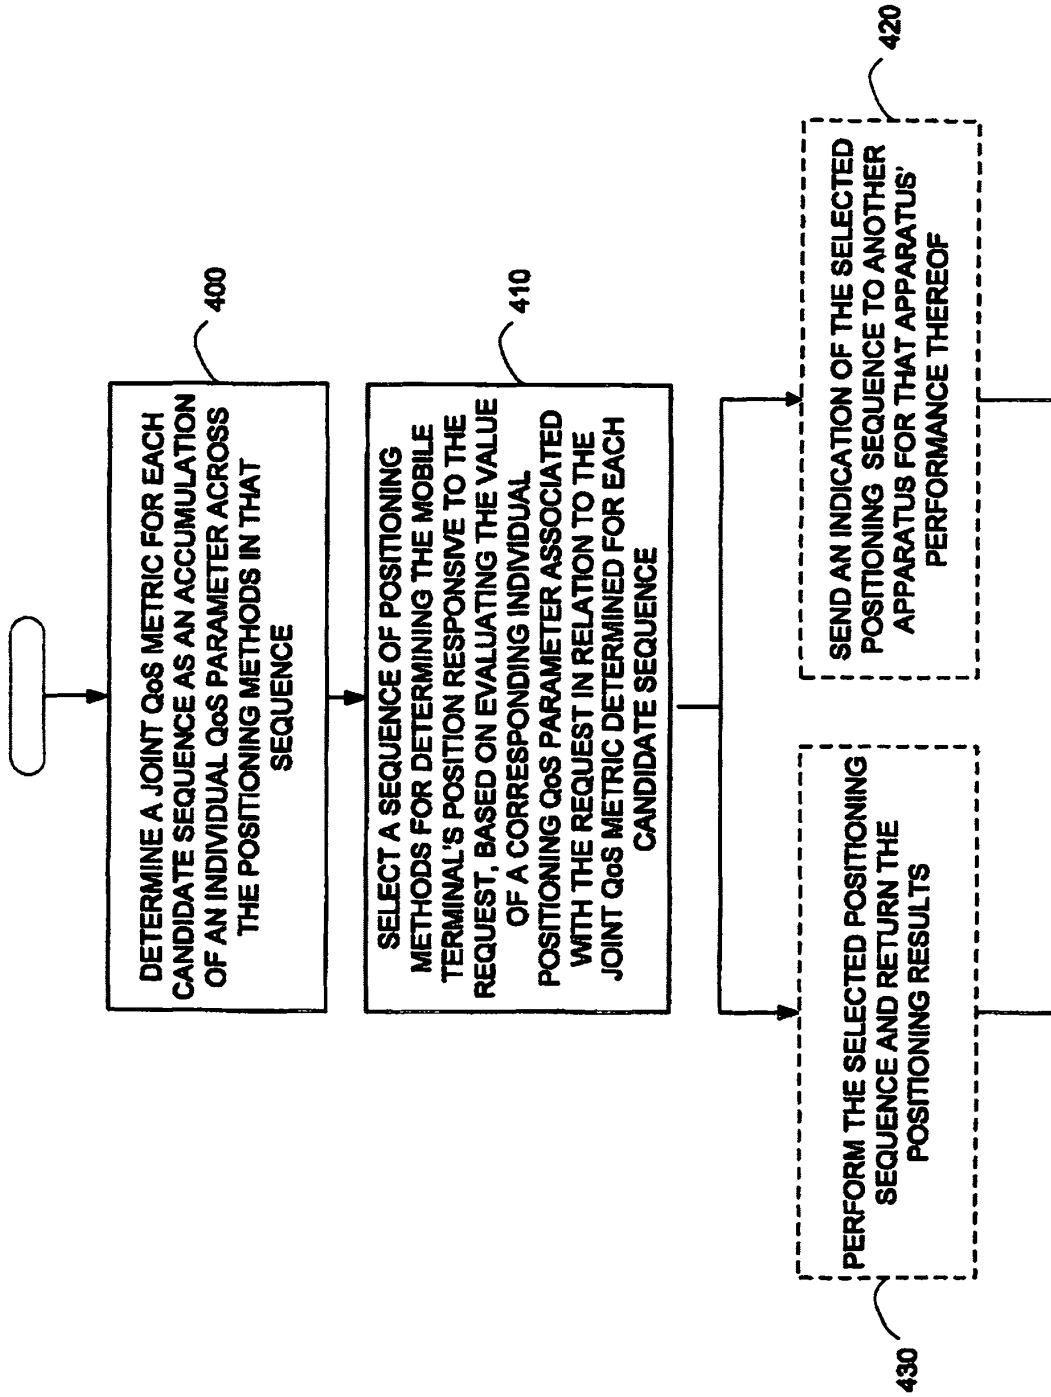 DETERMINE A JOINT QoS METRIC FOR EACH
CANDIDATE SEQUENCE AS AN ACCUMULATION
OF AN INDIVIDUAL QoS PARAMETER ACROSS
THE POSITIONING METHODS IN THAT
SEQUENCE
400
SELECT A SEQUENCE OF POSITIONING
METHODS FOR DETERMINING THE MOBILE
TERMINAL'S POSITION RESPONSIVE TO THE
REQUEST, BASED ON EVALUATING THE VALUE
OF A CORRESPONDING INDIVIDUAL
POSITIONING QoS PARAMETER ASSOCIATED
WITH THE REQUEST IN RELATION TO THE
JOINT QoS METRIC DETERMINED FOR EACH
CANDIDATE SEQUENCE
410
PERFORM THE SELECTED POSITIONING
SEQUENCE AND RETURN THE
POSITIONING RESULTS
430
SEND AN INDICATION OF THE SELECTED
POSITIONING SEQUENCE TO ANOTHER
APPARATUS FOR THAT APPARATUS'
PERFORMANCE THEREOF
420